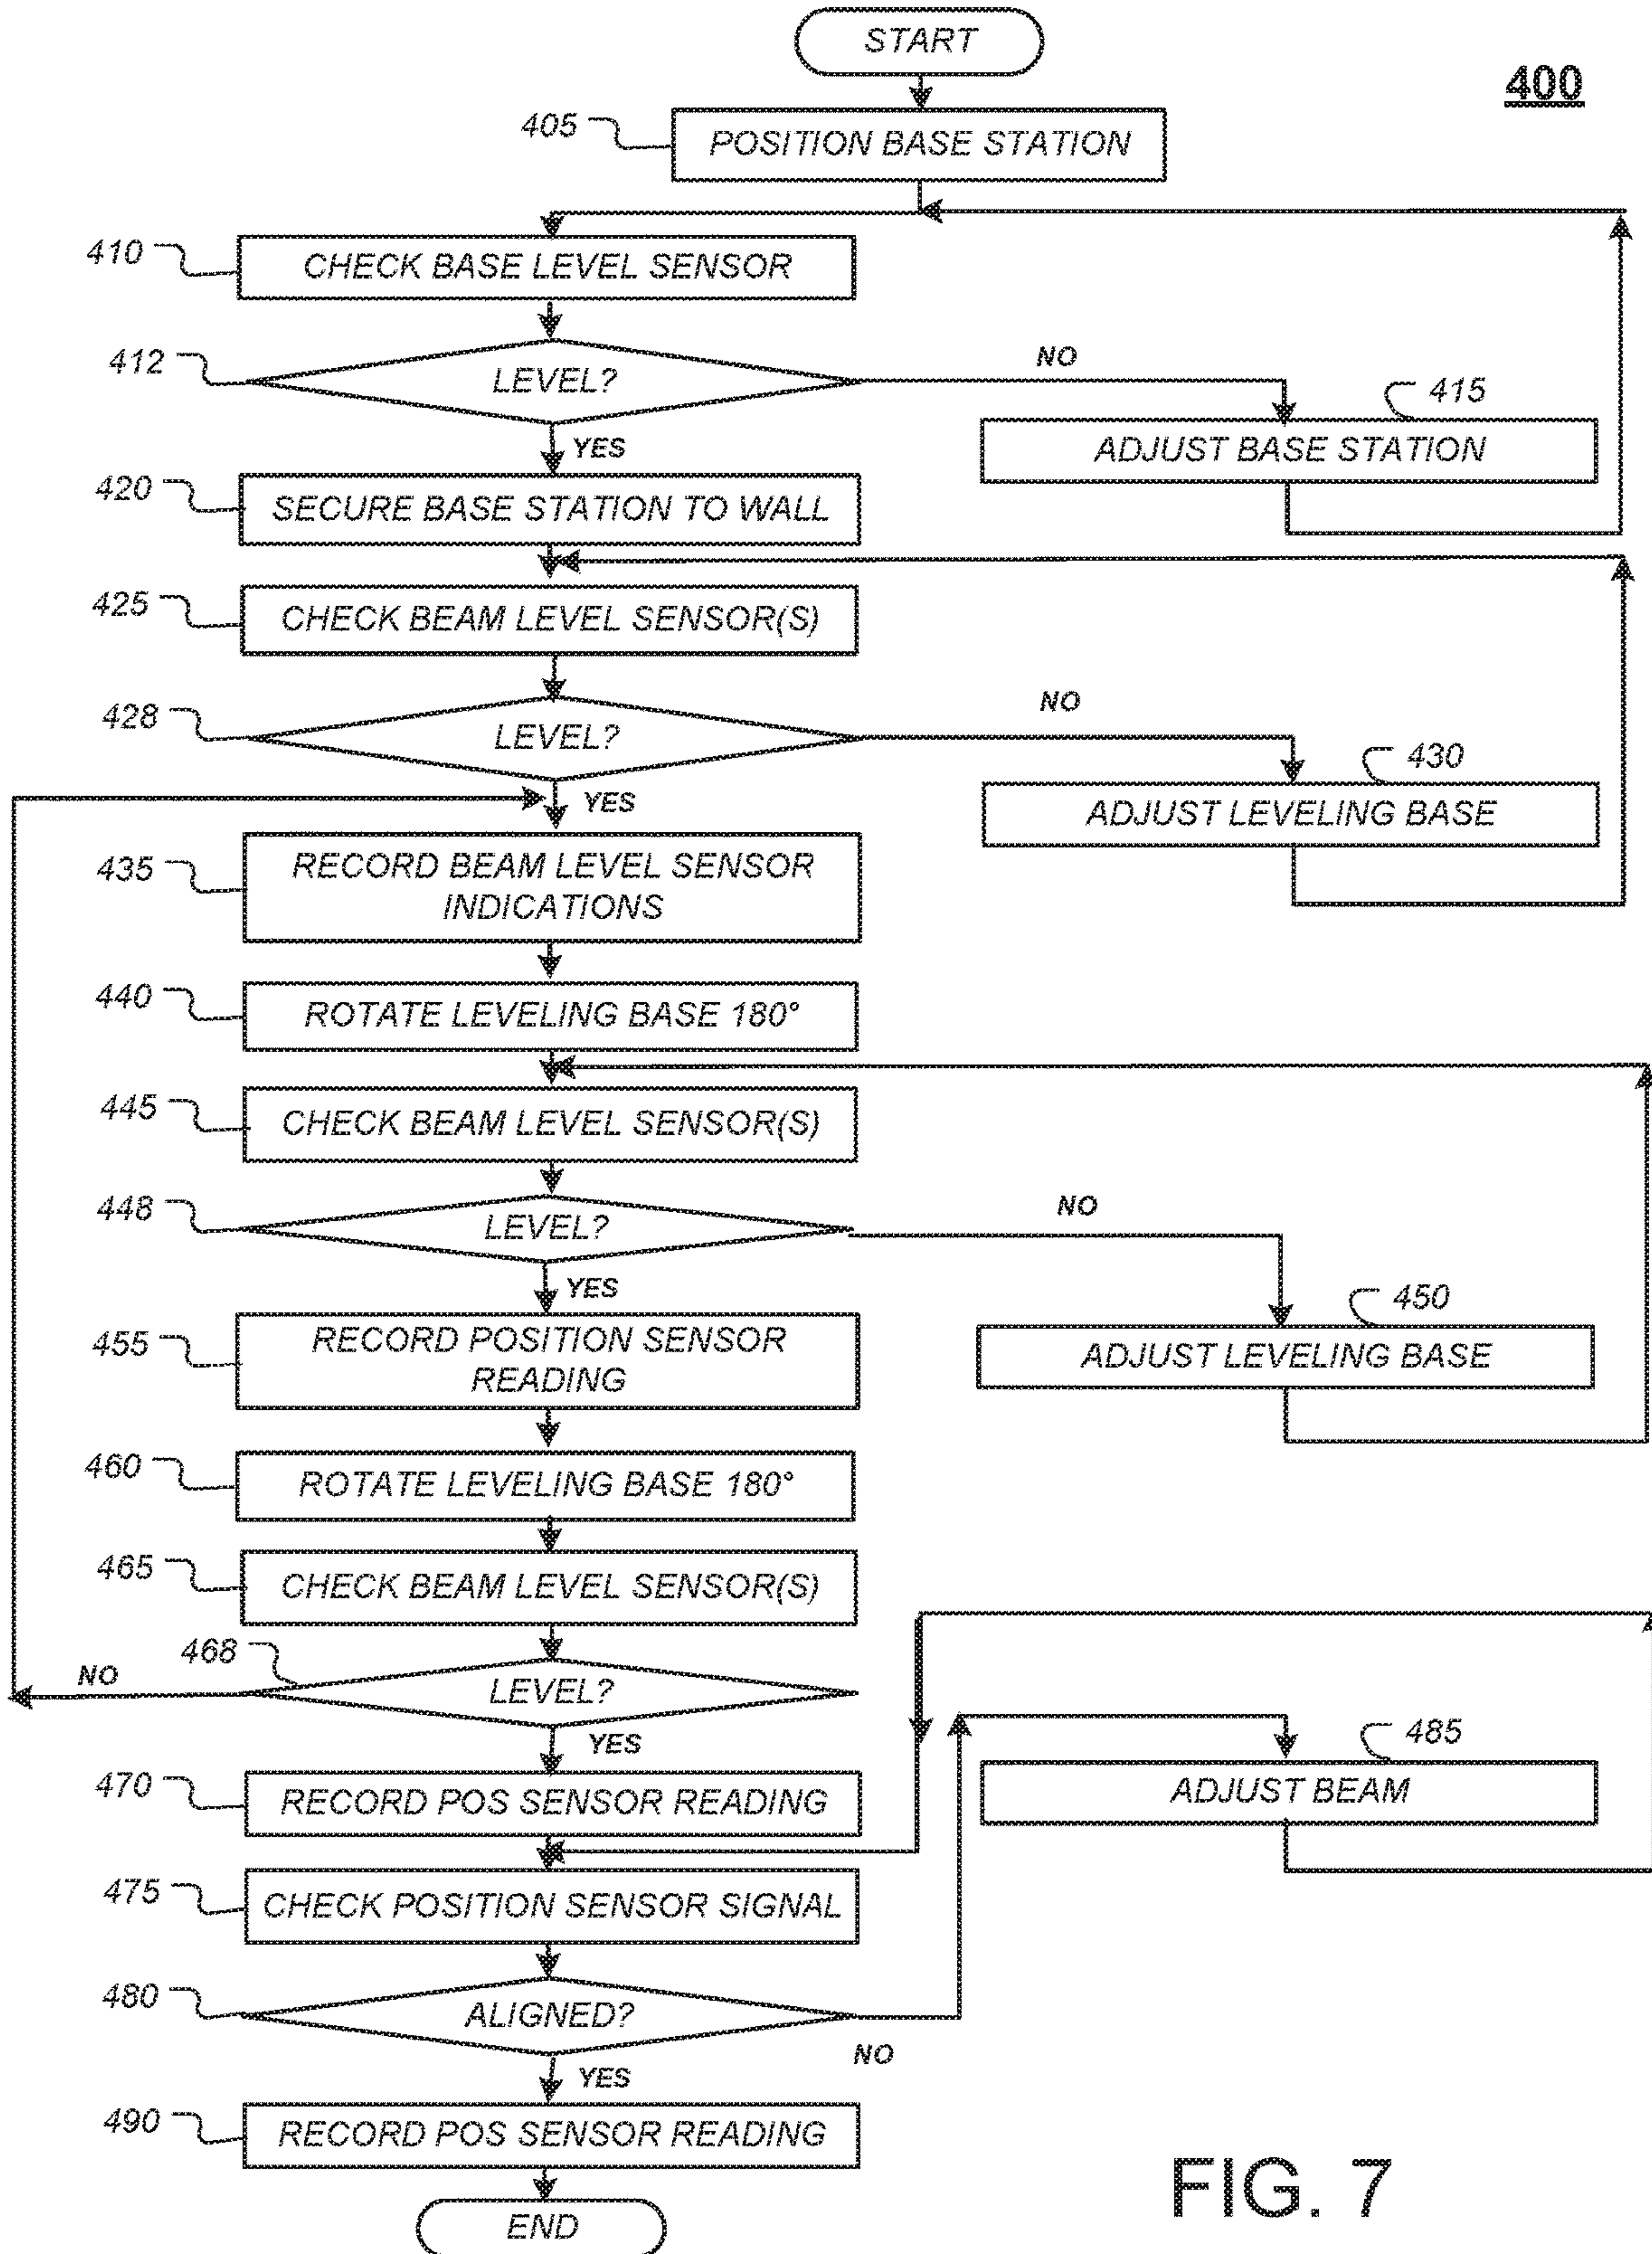 START
400
405
POSITION BASE STATION
410
CHECK BASE LEVEL SENSOR
412
LEVEL?
NO
415
ADJUST BASE STATION
YES
420
SECURE BASE STATION TO WALL
425
CHECK BEAM LEVEL SENSOR(S)
428
LEVEL?
NO
430
ADJUST LEVELING BASE
YES
435
RECORD BEAM LEVEL SENSOR
INDICATIONS
440
ROTATE LEVELING BASE 180°
445
CHECK BEAM LEVEL SENSOR(S)
448
LEVEL?
NO
450
ADJUST LEVELING BASE
YES
455
RECORD POSITION SENSOR
READING
460
ROTATE LEVELING BASE 180°
465
CHECK BEAM LEVEL SENSOR(S)
468
NO
LEVEL?
YES
485
ADJUST BEAM
470
RECORD POS SENSOR READING
475
CHECK POSITION SENSOR SIGNAL
480
ALIGNED?
NO
YES
490
RECORD POS SENSOR READING
END
FIG. 7